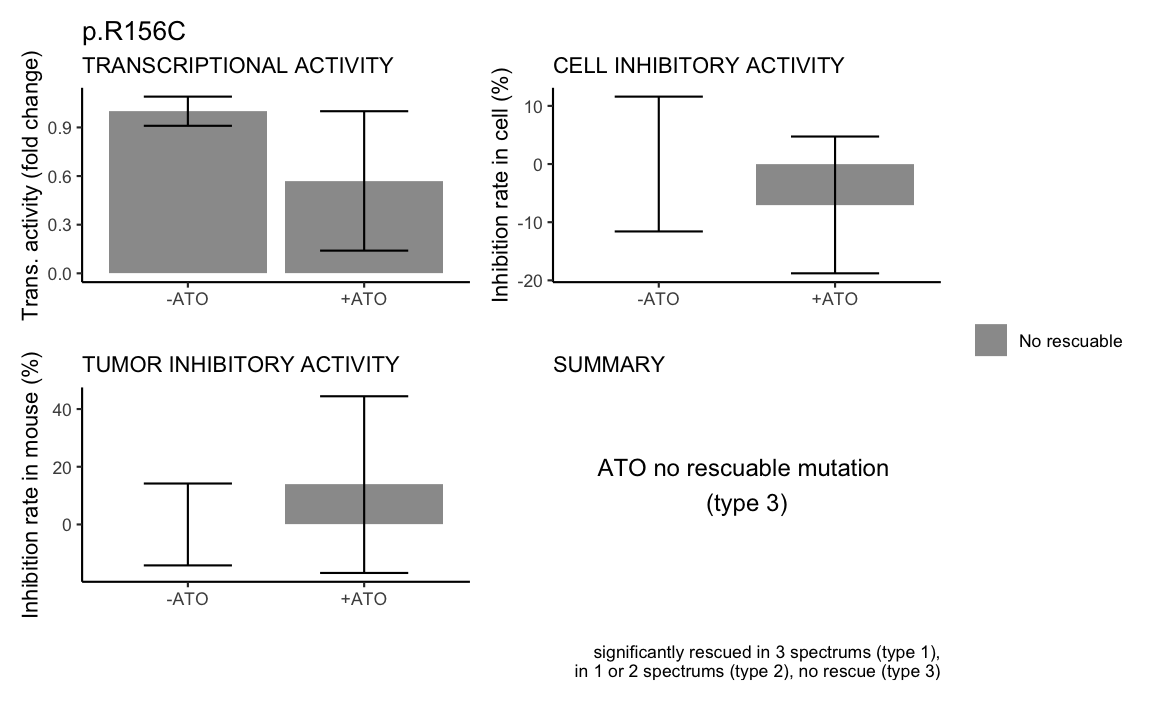 p.R156C
TRANSCRIPTIONAL ACTIVITY
Trans. activity (fold change)
0.9
0.6
0.3
0.0
-ATO +ATO
CELL INHIBITORY ACTIVITY
Inhibition rate in cell (%)
10
0
-10
-20
-ATO +ATO
No rescuable
TUMOR INHIBITORY ACTIVITY
Inhibition rate in mouse (%)
40
20
0
-ATO +ATO
SUMMARY
ATO no rescuable mutation
(type 3)
significantly rescued in 3 spectrums (type 1),
in 1 or 2 spectrums (type 2), no rescue (type 3)